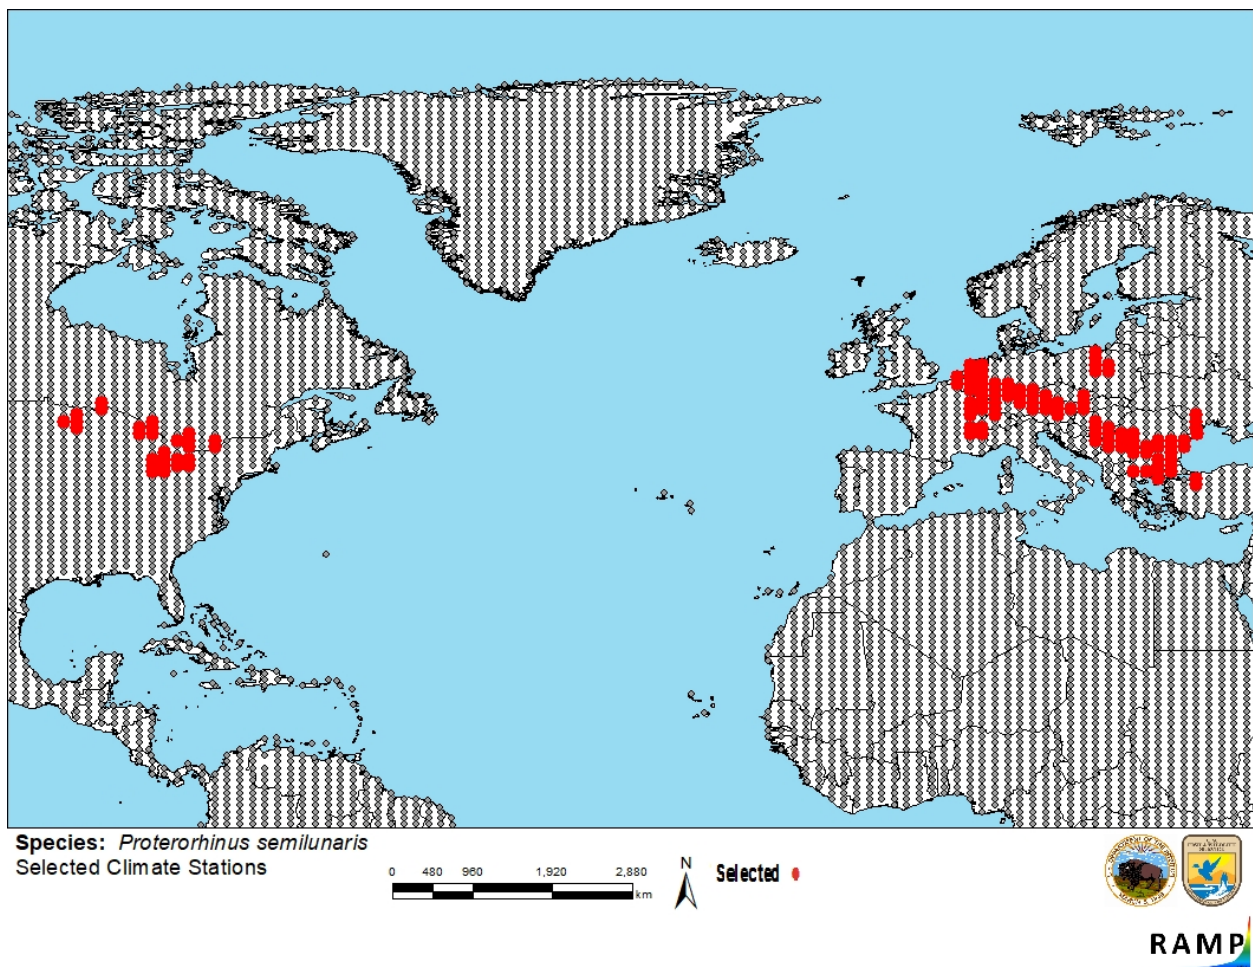 Species: Proterorhinus semilunaris
Selected Climate Stations
0 480 960 1,920 2,880
km
N
Selected
RAMP